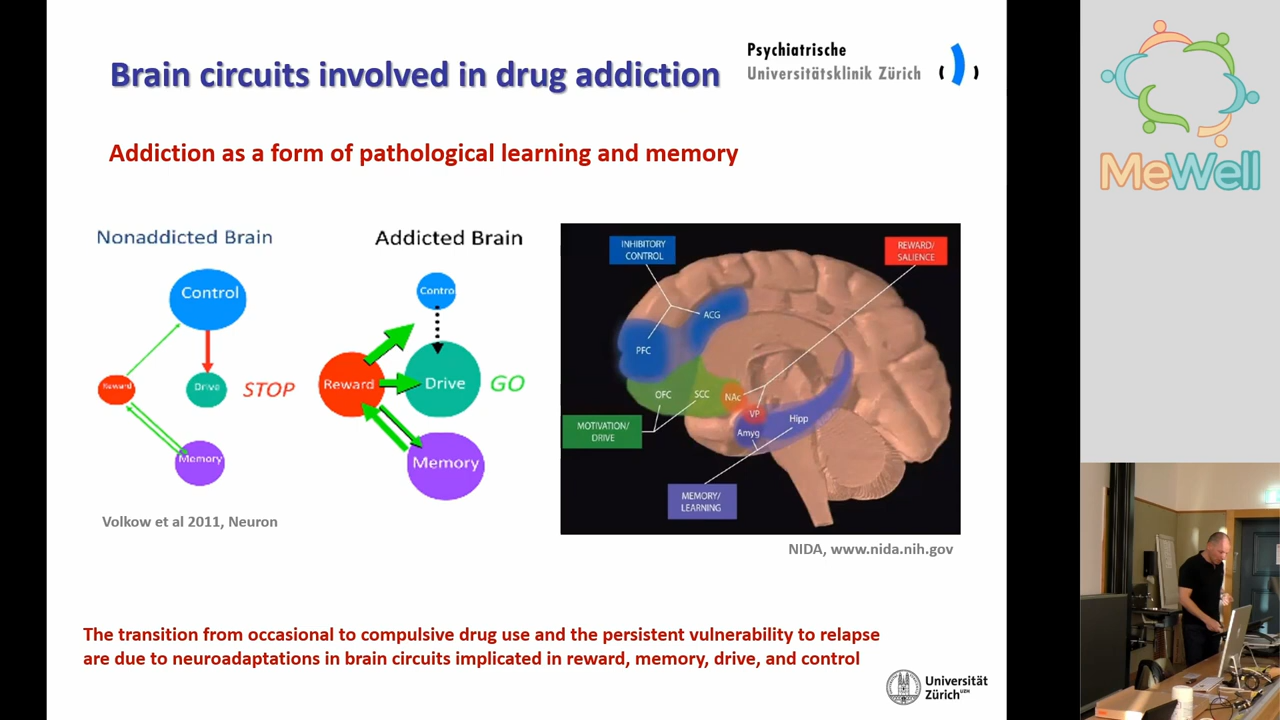 Brain circuits involved in drug addiction
Psychiatrische
Universitätsklinik Zürich
Addiction as a form of pathological learning and memory
Nonaddicted Brain
Control
Reward
Drive
STOP
Memory
Addicted Brain
Control
Reward
Drive
GO
Memory
Volkow et al 2011, Neuron
INHIBITORY
CONTROL
REWARD/
SALIENCE
ACG
PFC
OFC
SCC
NAc
VP
Amyg
Hipp
MOTIVATION/
DRIVE
MEMORY/
LEARNING
NIDA, www.nida.nih.gov
The transition from occasional to compulsive drug use and the persistent vulnerability to relapse
are due to neuroadaptations in brain circuits implicated in reward, memory, drive, and control
Universität
Zürich UZH
MeWell